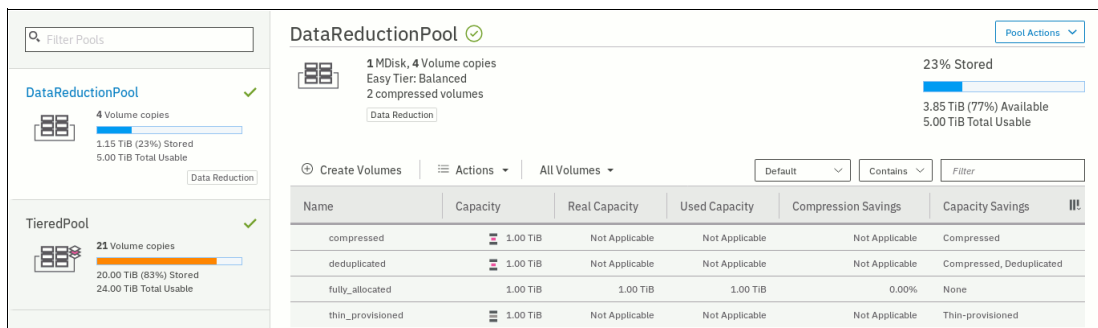 Filter Pools
DataReductionPool
4 Volume copies
1.15 TiB (23%) Stored
5.00 TiB Total Usable
Data Reduction
TieredPool
21 Volume copies
20.00 TiB (83%) Stored
24.00 TiB Total Usable
DataReductionPool
Pool Actions
1 MDisk, 4 Volume copies
Easy Tier: Balanced
2 compressed volumes
Data Reduction
23% Stored
3.85 TiB (77%) Available
5.00 TiB Total Usable
Create Volumes Actions All Volumes Default Contains Filter
Name Capacity Real Capacity Used Capacity Compression Savings Capacity Savings
compressed 1.00 TiB Not Applicable Not Applicable Not Applicable Compressed
deduplicated 1.00 TiB Not Applicable Not Applicable Not Applicable Compressed, Deduplicated
fully_allocated 1.00 TiB 1.00 TiB 1.00 TiB 0.00% None
thin_provisioned 1.00 TiB Not Applicable Not Applicable Not Applicable Thin-provisioned